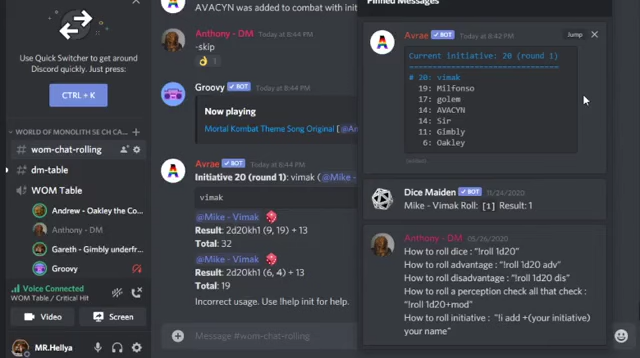 Use Quick Switcher to get around
Discord quickly. Just press:
CTRL + K
WORLD OF MONOLITH SE CH CA...
wom-chat-rolling
dm-table
WOM Table
Andrew - Oakley the Co...
Anthony - DM
Gareth - Gimbly underfr...
Groovy
Voice Connected
WOM Table / Critical Hit!
Video
Screen
MR.Hellya
AVACYN was added to combat with init
Anthony - DM Today at 8:44 PM
-skip
1
Groovy BOT Today at 8:44 PM
Now playing
Mortal Kombat Theme Song Original [@An
Avrae BOT Today at 8:44 PM
Initiative 20 (round 1): vimak (@Mike - V
vimak
@Mike - Vimak
Result: 2d20kh1 (9, 19) + 13
Total: 32
@Mike - Vimak
Result: 2d20kh1 (6, 4) + 13
Total: 19
Incorrect usage. Use !help init for help.
Message #wom-chat-rolling
Pinned Messages
Avrae BOT Today at 8:42 PM
Jump
Current initiative: 20 (round 1)
===============================
# 20: vimak
19: Milfonso
17: golem
14: AVACYN
14: Sir
11: Gimbly
6: Oakley
Dice Maiden BOT 11/24/2020
Mike - Vimak Roll: [1] Result: 1
Anthony - DM 05/26/2020
How to roll dice : "!roll 1d20"
How to roll advantage : "!roll 1d20 adv"
How to roll disadvantage : "!roll 1d20 dis"
How to roll a perception check all that check :
"!roll 1d20+mod"
How to roll initiative : "!i add +(your initiative)
your name"